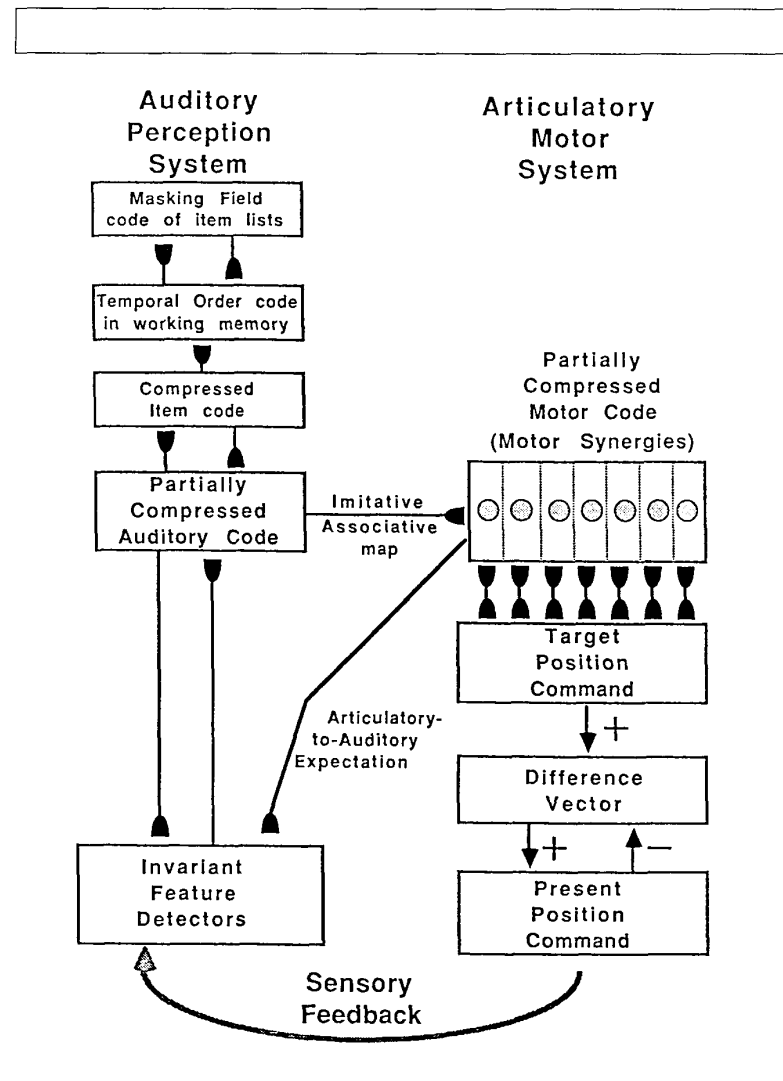 Auditory
Perception
System
Masking Field
code of item lists
Temporal Order code
in working memory
Compressed
Item code
Partially
Compressed
Auditory Code
Imitative
Associative
map
Articulatory
Motor
System
Partially
Compressed
Motor Code
(Motor Synergies)
Target
Position
Command
+
Difference
Vector
+
−
Present
Position
Command
Articulatory-
to-Auditory
Expectation
Invariant
Feature
Detectors
Sensory
Feedback